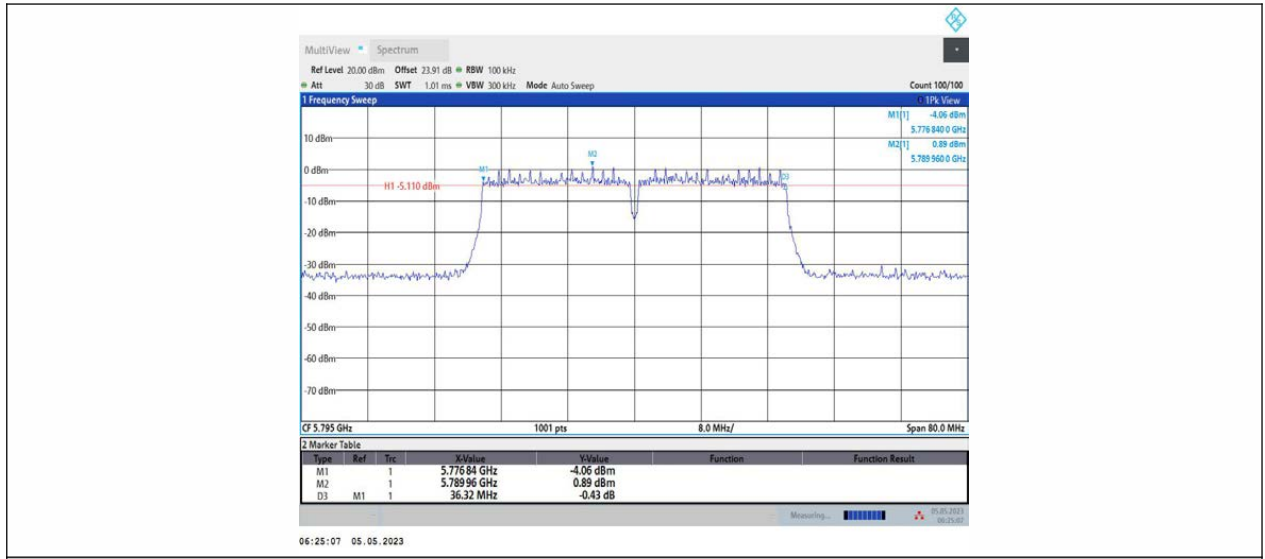 MultiView Spectrum
Ref Level 20.00 dBm Offset 23.91 dB RBW 100 kHz
Att 30 dB SWT 1.01 ms VBW 300 kHz Mode Auto Sweep Count 100/100
1 Frequency Sweep 1Pk View
M1[1] -4.06 dBm
5.776 840 0 GHz
10 dBm M2[1] 0.89 dBm
5.789 960 0 GHz
M2
0 dBm M1 D3
H1 -5.110 dBm
-10 dBm
-20 dBm
-30 dBm
-40 dBm
-50 dBm
-60 dBm
-70 dBm
CF 5.795 GHz 1001 pts 8.0 MHz/ Span 80.0 MHz
2 Marker Table
Type Ref Trc X-Value Y-Value Function Function Result
M1 1 5.776 84 GHz -4.06 dBm
M2 1 5.789 96 GHz 0.89 dBm
D3 M1 1 36.32 MHz -0.43 dB
Measuring... 05.05.2023
06:25:07
06:25:07 05.05.2023